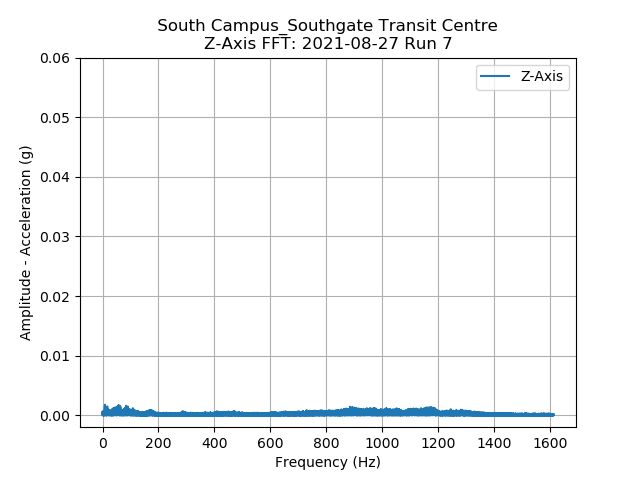 South Campus_Southgate Transit Centre
Z-Axis FFT: 2021-08-27 Run 7
Z-Axis
0.06
0.05
0.04
0.03
0.02
0.01
0.00
Amplitude - Acceleration (g)
0 200 400 600 800 1000 1200 1400 1600
Frequency (Hz)